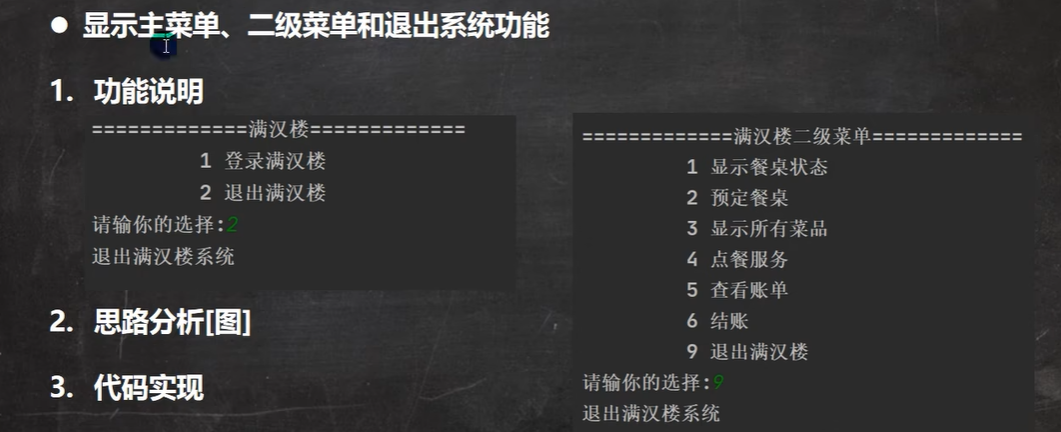 ● 显示主菜单、二级菜单和退出系统功能
1. 功能说明
=============满汉楼=============
1 登录满汉楼
2 退出满汉楼
请输你的选择:2
退出满汉楼系统
=============满汉楼二级菜单=============
1 显示餐桌状态
2 预定餐桌
3 显示所有菜品
4 点餐服务
5 查看账单
6 结账
9 退出满汉楼
请输你的选择:9
退出满汉楼系统
2. 思路分析[图]
3. 代码实现